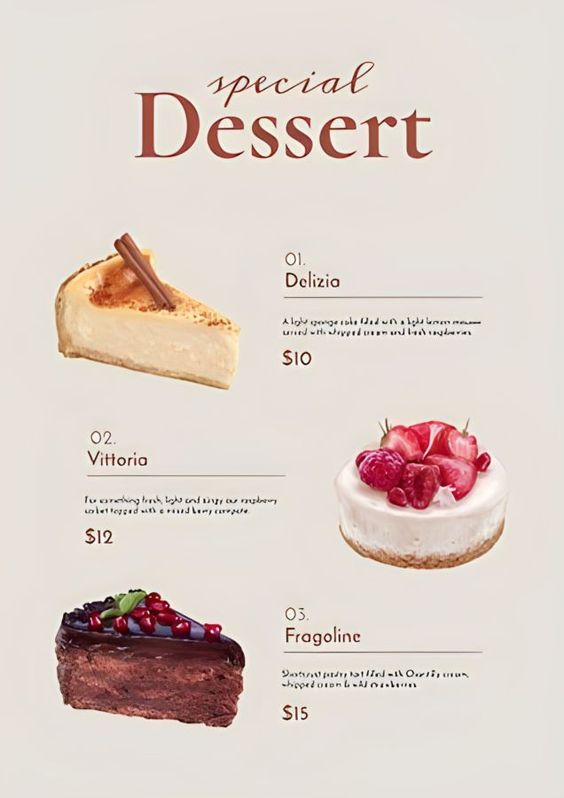 special
Dessert
01.
Delizia
A light sponge cake filled with a light lemon mousse
served with whipped cream and fresh raspberries
$10
02.
Vittoria
For something fresh, light and zingy our raspberry
sorbet topped with a mixed berry compote.
$12
03.
Fragoline
Shortcrust pastry tart filled with Chantilly cream,
whipped cream & wild strawberries
$15